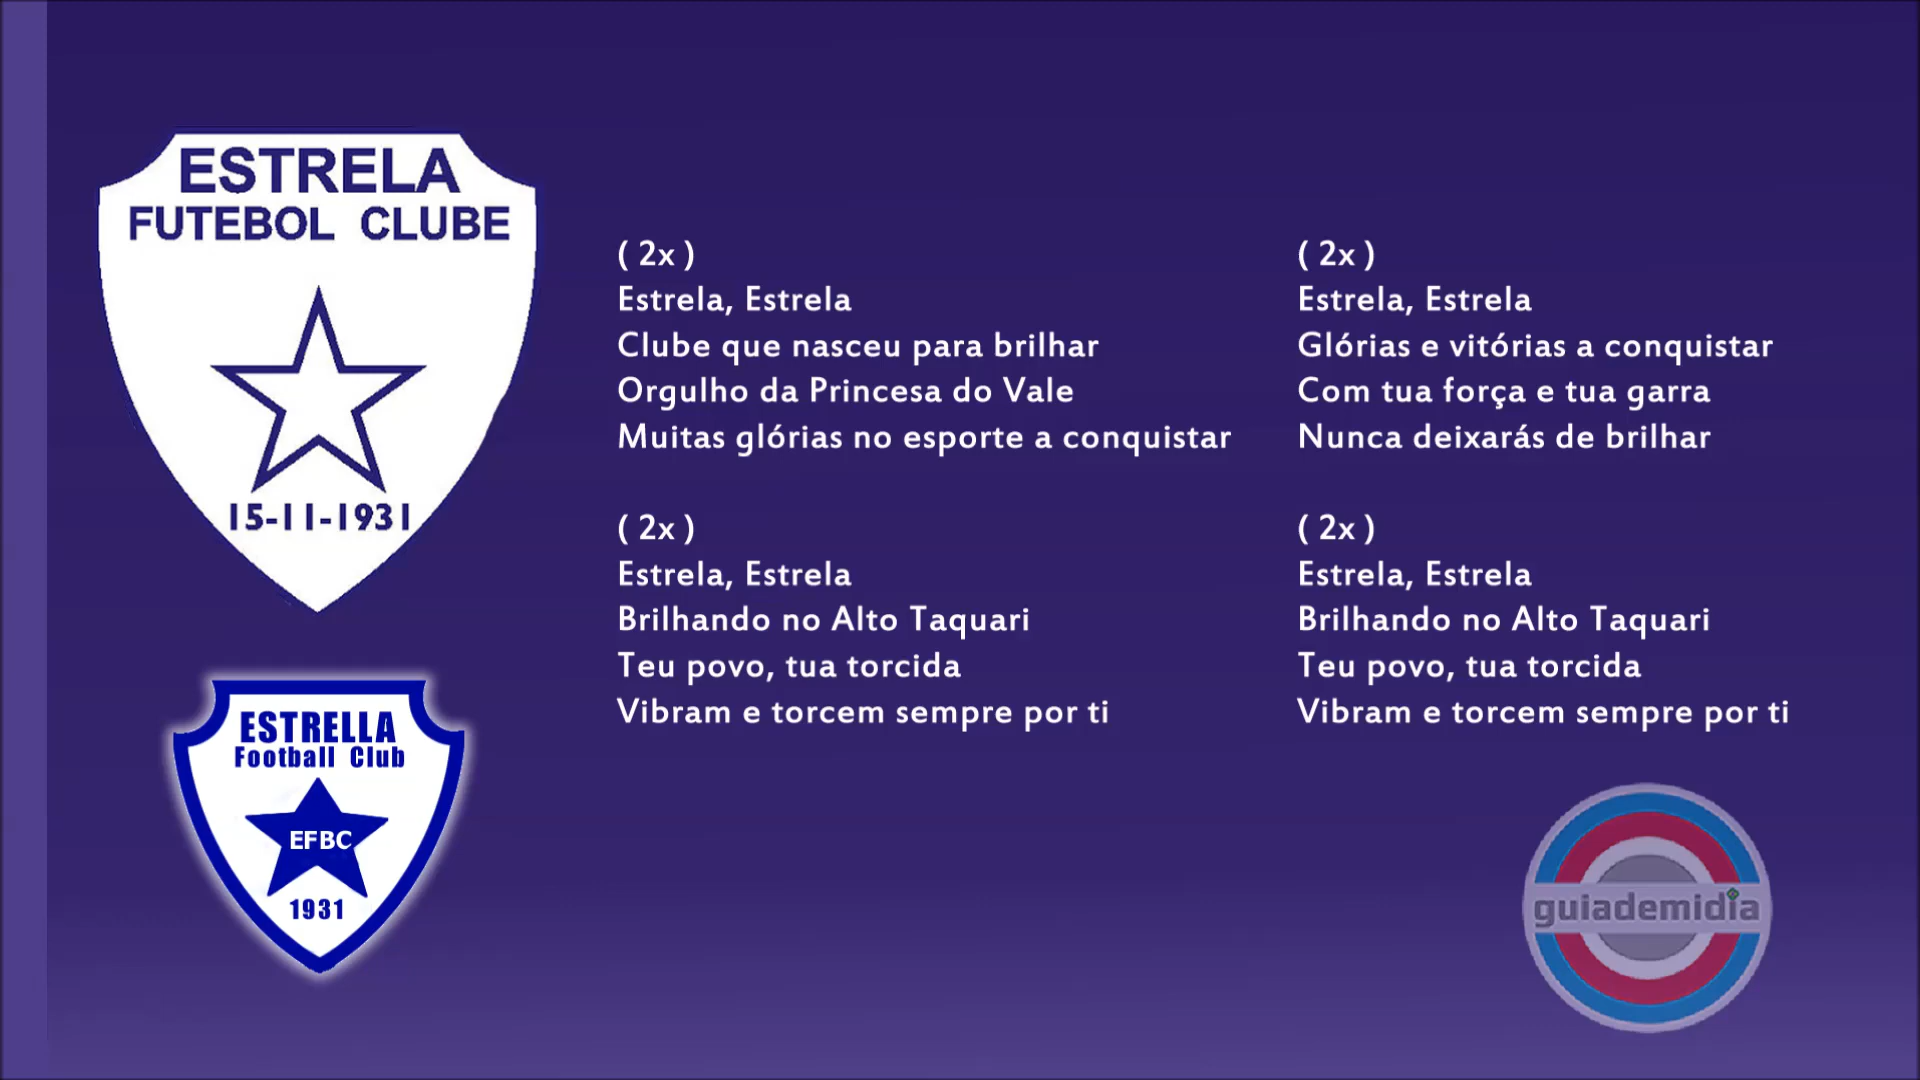 ESTRELA
FUTEBOL CLUBE
15-11-1931
ESTRELLA
Football Club
EFBC
1931
( 2x )
Estrela, Estrela
Clube que nasceu para brilhar
Orgulho da Princesa do Vale
Muitas glórias no esporte a conquistar
( 2x )
Estrela, Estrela
Brilhando no Alto Taquari
Teu povo, tua torcida
Vibram e torcem sempre por ti
( 2x )
Estrela, Estrela
Glórias e vitórias a conquistar
Com tua força e tua garra
Nunca deixarás de brilhar
( 2x )
Estrela, Estrela
Brilhando no Alto Taquari
Teu povo, tua torcida
Vibram e torcem sempre por ti
guiademidia